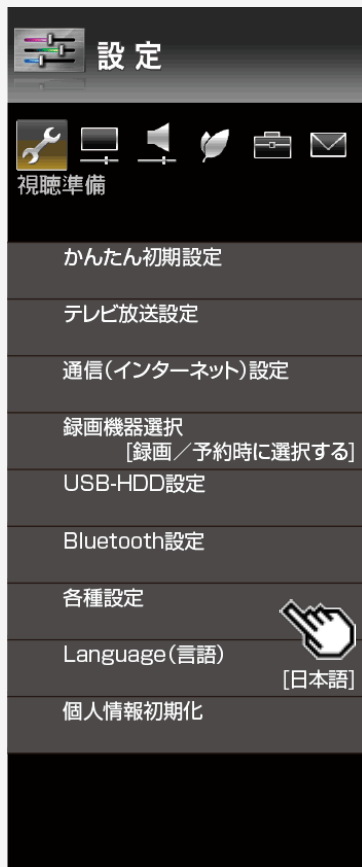 設定
視聴準備
かんたん初期設定
テレビ放送設定
通信(インターネット)設定
録画機器選択
[録画／予約時に選択する]
USB-HDD設定
Bluetooth設定
各種設定
Language(言語)
[日本語]
個人情報初期化